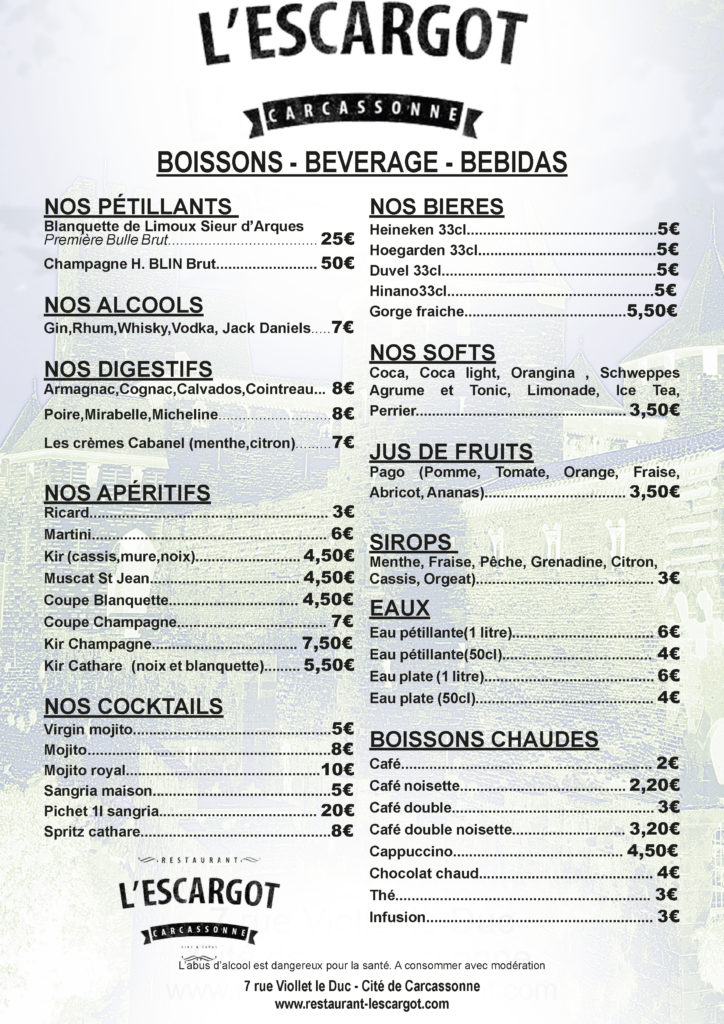 L'ESCARGOT
CARCASSONNE
BOISSONS - BEVERAGE - BEBIDAS
NOS PÉTILLANTS
Blanquette de Limoux Sieur d'Arques
Première Bulle Brut................................. 25€
Champagne H. BLIN Brut........................ 50€
NOS ALCOOLS
Gin,Rhum,Whisky,Vodka, Jack Daniels.....7€
NOS DIGESTIFS
Armagnac,Cognac,Calvados,Cointreau... 8€
Poire,Mirabelle,Micheline..........................8€
Les crèmes Cabanel (menthe,citron).........7€
NOS APÉRITIFS
Ricard......................................................... 3€
Martini........................................................ 6€
Kir (cassis,mure,noix)......................... 4,50€
Muscat St Jean.................................... 4,50€
Coupe Blanquette............................... 4,50€
Coupe Champagne.................................... 7€
Kir Champagne................................... 7,50€
Kir Cathare (noix et blanquette)........ 5,50€
NOS COCKTAILS
Virgin mojito...............................................5€
Mojito..........................................................8€
Mojito royal..............................................10€
Sangria maison..........................................5€
Pichet 1l sangria..................................... 20€
Spritz cathare.............................................8€
RESTAURANT
L'ESCARGOT
CARCASSONNE
NOS BIERES
Heineken 33cl.............................................5€
Hoegarden 33cl..........................................5€
Duvel 33cl...................................................5€
Hinano33cl.................................................5€
Gorge fraiche......................................5,50€
NOS SOFTS
Coca, Coca light, Orangina , Schweppes
Agrume et Tonic, Limonade, Ice Tea,
Perrier.................................................. 3,50€
JUS DE FRUITS
Pago (Pomme, Tomate, Orange, Fraise,
Abricot, Ananas).................................. 3,50€
SIROPS
Menthe, Fraise, Pêche, Grenadine, Citron,
Cassis, Orgeat).......................................... 3€
EAUX
Eau pétillante(1 litre).................................. 6€
Eau pétillante(50cl).................................... 4€
Eau plate (1 litre)........................................ 6€
Eau plate (50cl).......................................... 4€
BOISSONS CHAUDES
Café............................................................. 2€
Café noisette........................................ 2,20€
Café double................................................ 3€
Café double noisette........................... 3,20€
Cappuccino......................................... 4,50€
Chocolat chaud.......................................... 4€
Thé............................................................. 3€
Infusion...................................................... 3€
L'abus d'alcool est dangereux pour la santé. A consommer avec modération
7 rue Viollet le Duc - Cité de Carcassonne
www.restaurant-lescargot.com